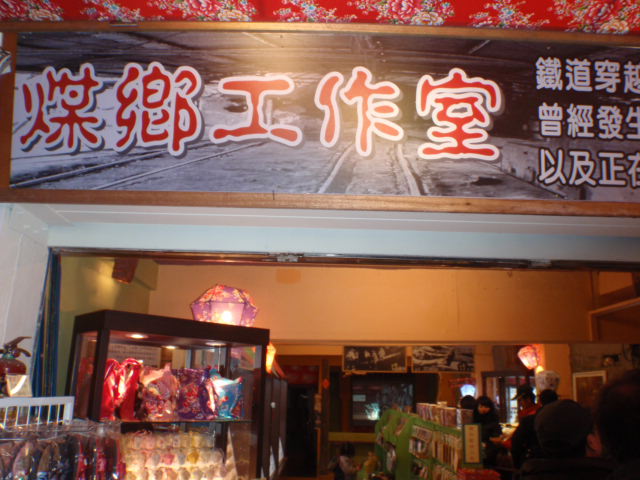 煤鄉工作室
鐵道穿越
曾經發生
以及正在